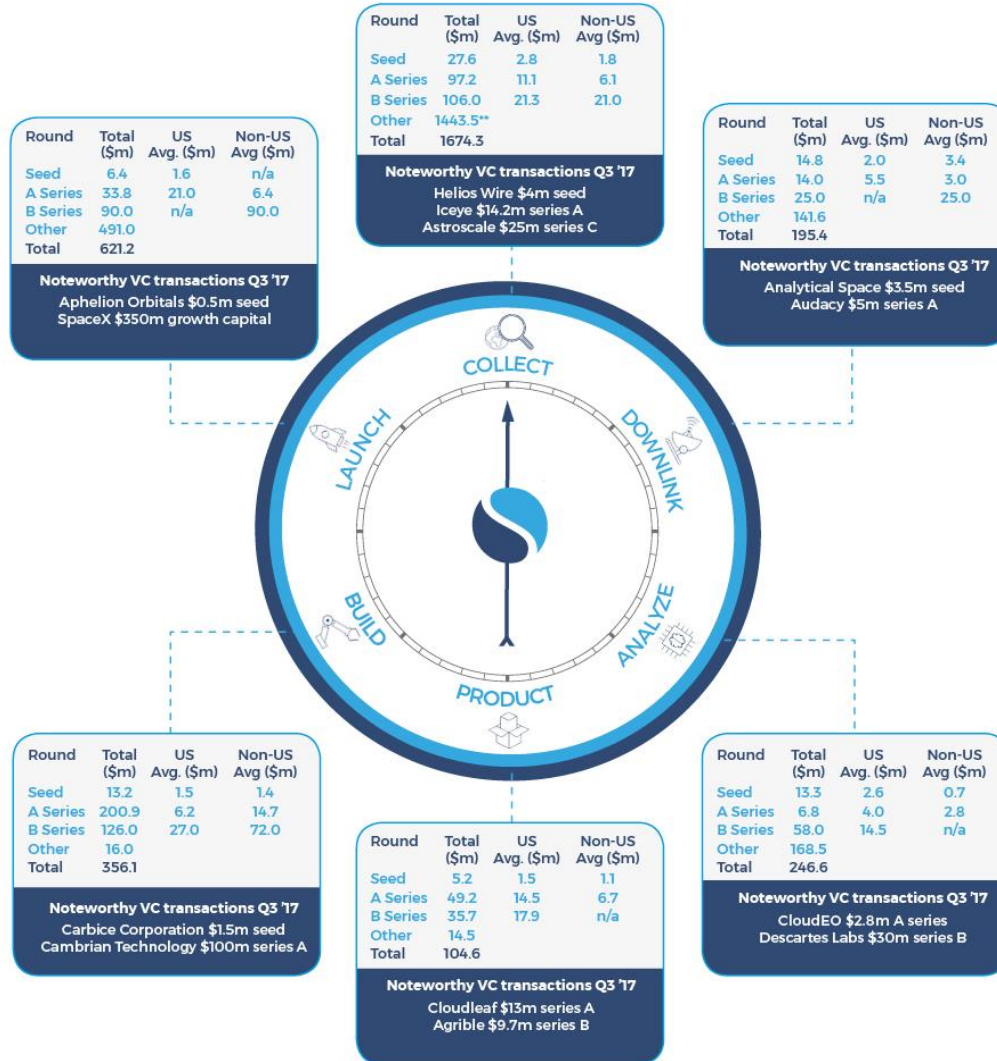 Round Total ($m) US Avg. ($m) Non-US Avg ($m)
Seed 27.6 2.8 1.8
A Series 97.2 11.1 6.1
B Series 106.0 21.3 21.0
Other 1443.5**
Total 1674.3
Noteworthy VC transactions Q3 '17
Helios Wire $4m seed
Iceye $14.2m series A
Astroscale $25m series C
Round Total ($m) US Avg. ($m) Non-US Avg ($m)
Seed 6.4 1.6 n/a
A Series 33.8 21.0 6.4
B Series 90.0 n/a 90.0
Other 491.0
Total 621.2
Noteworthy VC transactions Q3 '17
Aphelion Orbitals $0.5m seed
SpaceX $350m growth capital
Round Total ($m) US Avg. ($m) Non-US Avg ($m)
Seed 14.8 2.0 3.4
A Series 14.0 5.5 3.0
B Series 25.0 n/a 25.0
Other 141.6
Total 195.4
Noteworthy VC transactions Q3 '17
Analytical Space $3.5m seed
Audacy $5m series A
COLLECT
LAUNCH
DOWNLINK
BUILD
ANALYZE
PRODUCT
Round Total ($m) US Avg. ($m) Non-US Avg ($m)
Seed 13.2 1.5 1.4
A Series 200.9 6.2 14.7
B Series 126.0 27.0 72.0
Other 16.0
Total 356.1
Noteworthy VC transactions Q3 '17
Carbice Corporation $1.5m seed
Cambrian Technology $100m series A
Round Total ($m) US Avg. ($m) Non-US Avg ($m)
Seed 5.2 1.5 1.1
A Series 49.2 14.5 6.7
B Series 35.7 17.9 n/a
Other 14.5
Total 104.6
Noteworthy VC transactions Q3 '17
Cloudleaf $13m series A
Agrible $9.7m series B
Round Total ($m) US Avg. ($m) Non-US Avg ($m)
Seed 13.3 2.6 0.7
A Series 6.8 4.0 2.8
B Series 58.0 14.5 n/a
Other 168.5
Total 246.6
Noteworthy VC transactions Q3 '17
CloudEO $2.8m A series
Descartes Labs $30m series B